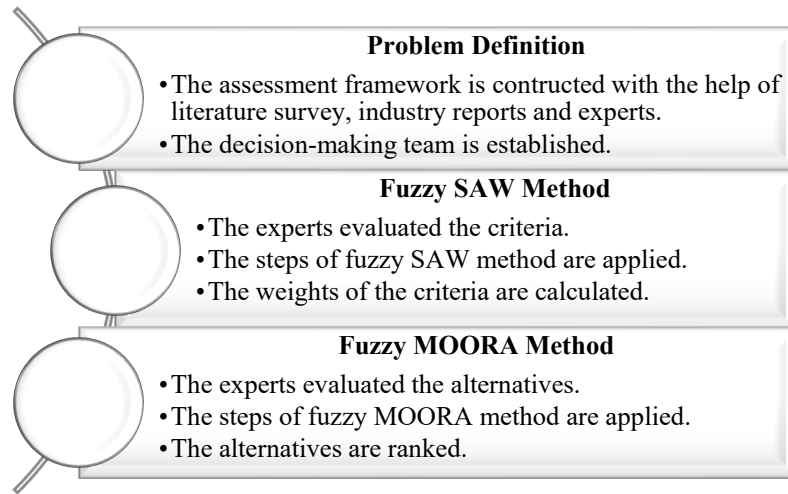 Problem Definition
•The assessment framework is contructed with the help of
literature survey, industry reports and experts.
•The decision-making team is established.
Fuzzy SAW Method
•The experts evaluated the criteria.
•The steps of fuzzy SAW method are applied.
•The weights of the criteria are calculated.
Fuzzy MOORA Method
•The experts evaluated the alternatives.
•The steps of fuzzy MOORA method are applied.
•The alternatives are ranked.